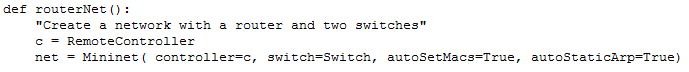 def routerNet():
    "Create a network with a router and two switches"
    c = RemoteController
    net = Mininet( controller=c, switch=Switch, autoSetMacs=True, autoStaticArp=True)